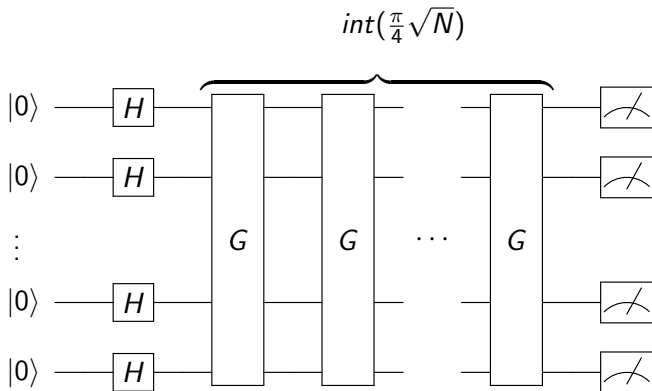 int(π/4 √N)
|0⟩ H
|0⟩ H
⋮ G G ⋯ G
|0⟩ H
|0⟩ H